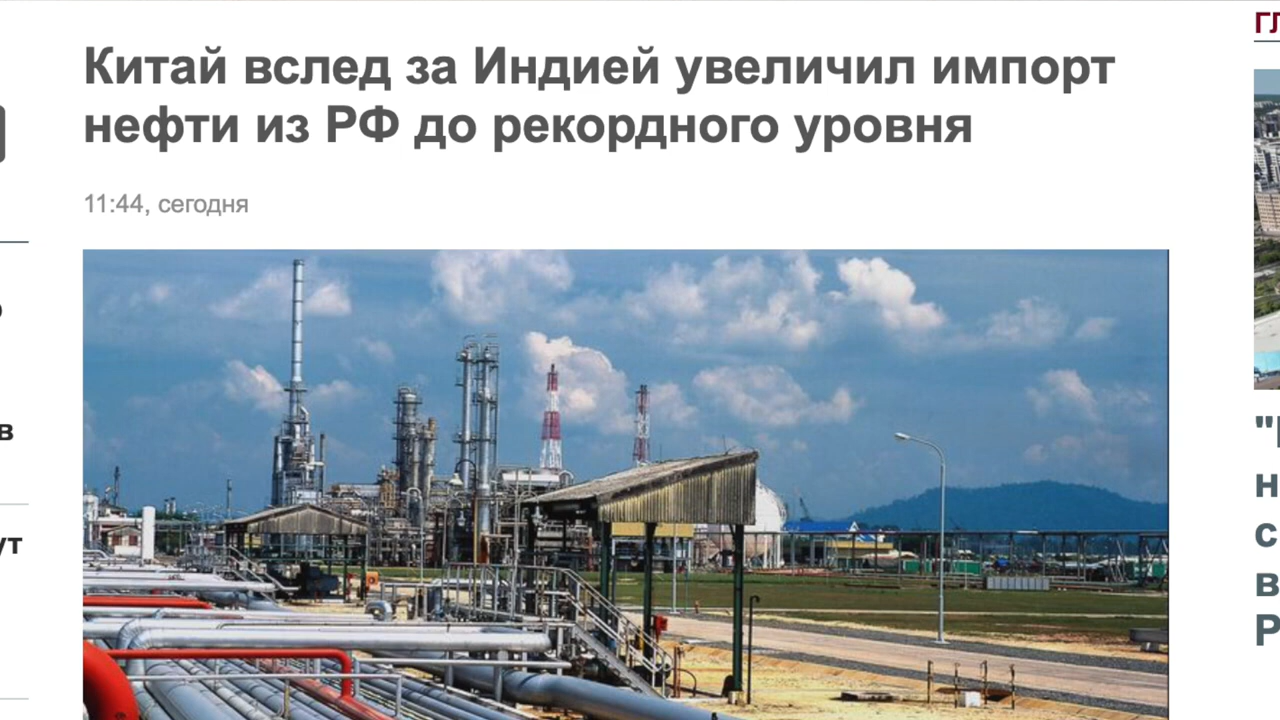 Китай вслед за Индией увеличил импорт
нефти из РФ до рекордного уровня
11:44, сегодня